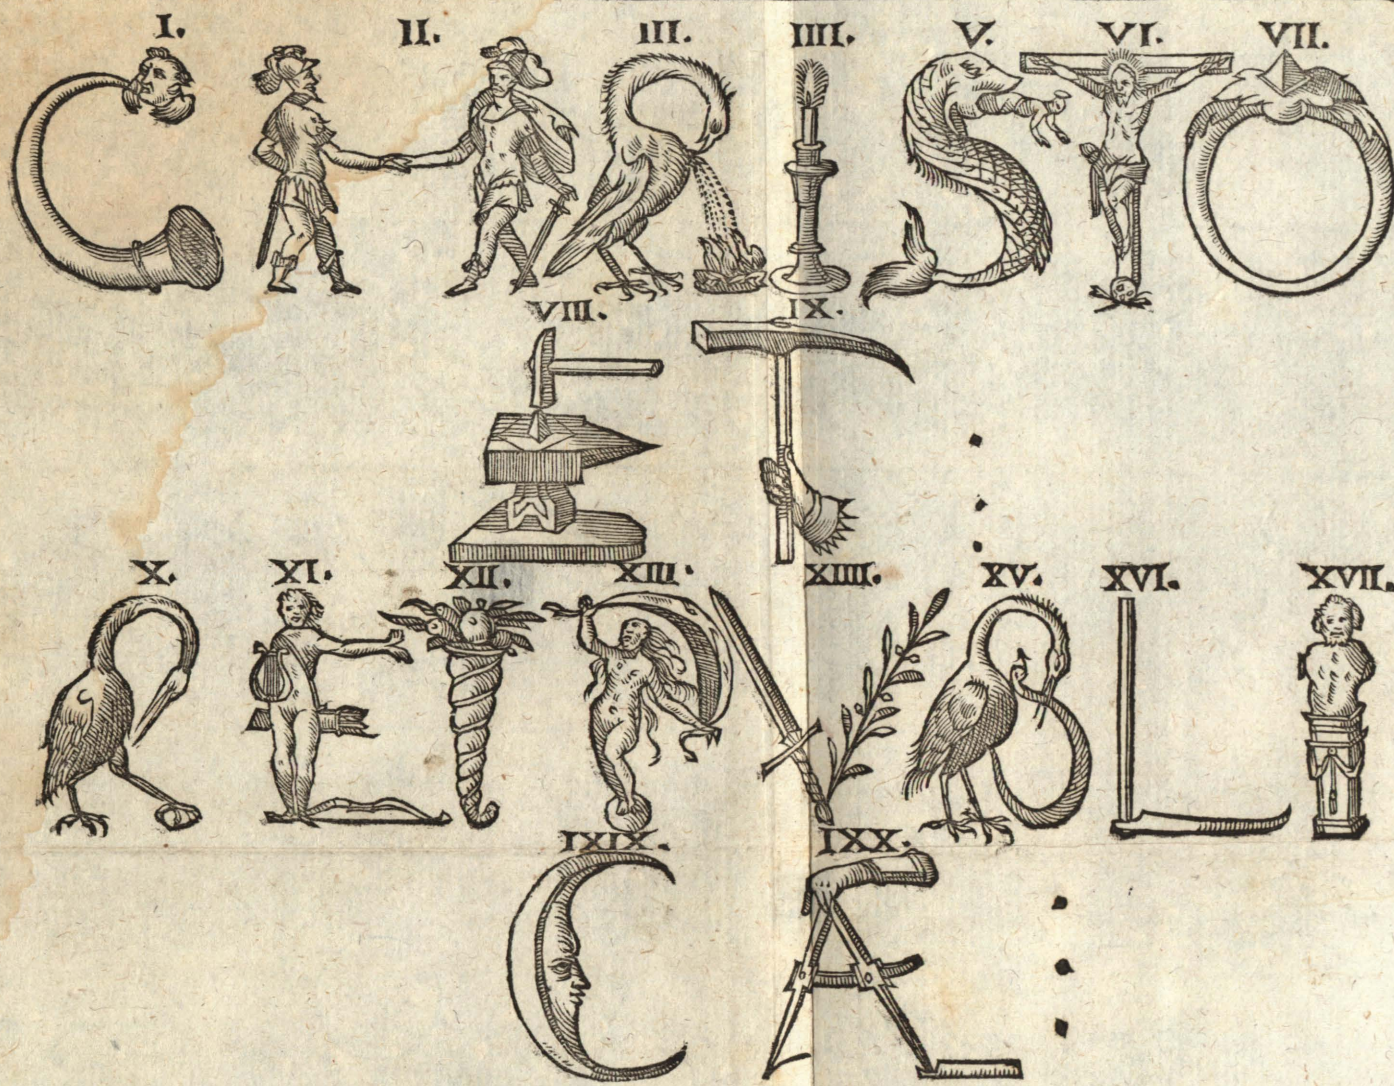 I. II. III. IIII. V. VI. VII.
CHRISTO
VIII. IX.
ET
X. XI. XII. XIII. XIIII. XV. XVI. XVII.
REIPVBLI
IXIX. IXX.
CÆ